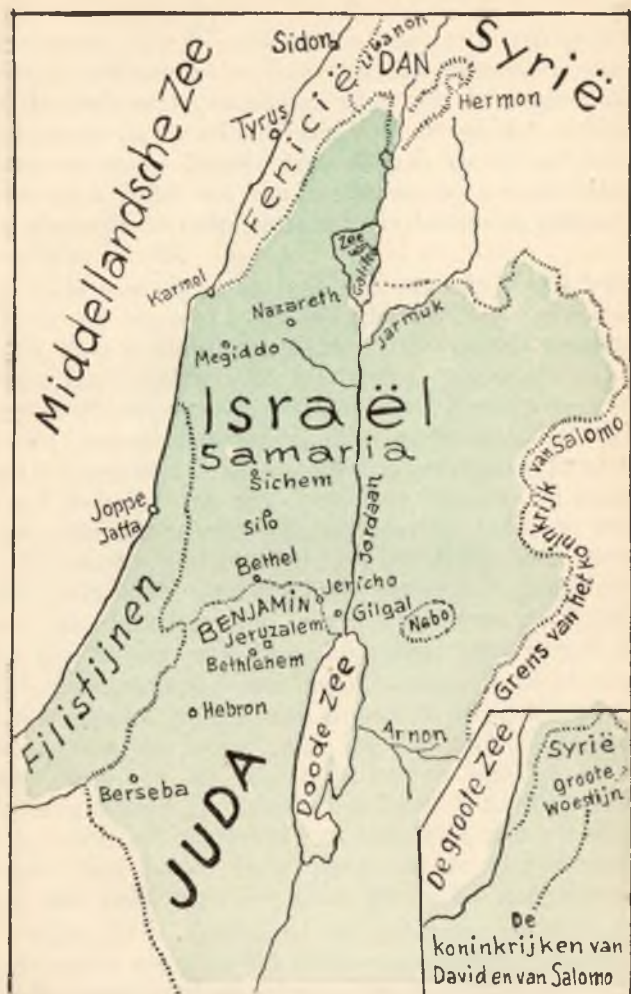 Middellandsche Zee
Sidon
Libanon
DAN
Syrië
Hermon
Tyrus
Fenicië
Zee van Galilea
Karmel
Nazareth
Jarmuk
Megiddo
Israël
Samaria
Sichem
Joppe
Jaffa
Silo
Jordaan
Grens van het koninkrijk van Salomo
Bethel
Jericho
BENJAMIN
Gilgal
Jeruzalem
Nebo
Bethlehem
Filistijnen
Hebron
Doode Zee
Arnon
Berseba
JUDA
De groote Zee
Syrië
groote
Woestijn
De
koninkrijken van
David en van Salomo